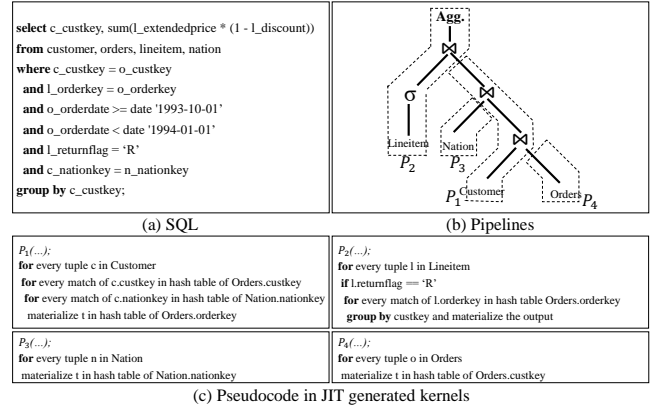 select c_custkey, sum(l_extendedprice * (1 - l_discount))
from customer, orders, lineitem, nation
where c_custkey = o_custkey
and l_orderkey = o_orderkey
and o_orderdate >= date '1993-10-01'
and o_orderdate < date '1994-01-01'
and l_returnflag = ‘R’
and c_nationkey = n_nationkey
group by c_custkey;
(a) SQL
Agg.
⋈
σ
⋈
Lineitem
Nation
⋈
P2
P3
P1
Customer
Orders
P4
(b) Pipelines
P1(...);
for every tuple c in Customer
for every match of c.custkey in hash table of Orders.custkey
for every match of c.nationkey in hash table of Nation.nationkey
materialize t in hash table of Orders.orderkey
P2(...);
for every tuple l in Lineitem
if l.returnflag == ‘R’
for every match of l.orderkey in hash table Orders.orderkey
group by custkey and materialize the output
P3(...);
for every tuple n in Nation
materialize t in hash table of Nation.nationkey
P4(...);
for every tuple o in Orders
materialize t in hash table of Orders.custkey
(c) Pseudocode in JIT generated kernels